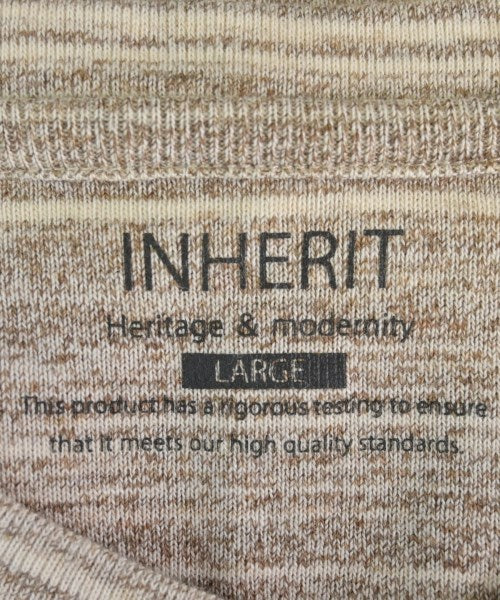 INHERIT
Heritage & modernity
LARGE
This product has a rigorous testing to ensure
that it meets our high quality standards.